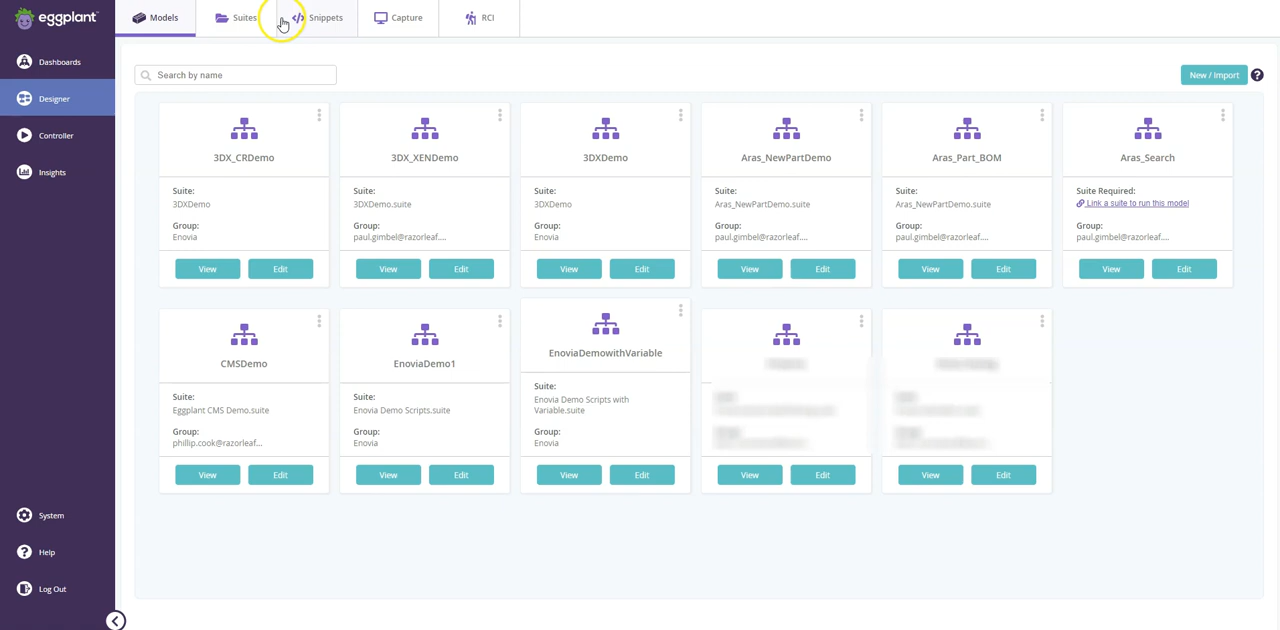 eggplant
Models
Suites
Snippets
Capture
RCI
Dashboards
Designer
Controller
Insights
System
Help
Log Out
Search by name
New / Import
3DX_CRDemo
Suite:
3DXDemo
Group:
Enovia
View Edit
3DX_XENDemo
Suite:
3DXDemo.suite
Group:
paul.gimbel@razorleaf....
View Edit
3DXDemo
Suite:
3DXDemo
Group:
Enovia
View Edit
Aras_NewPartDemo
Suite:
Aras_NewPartDemo.suite
Group:
paul.gimbel@razorleaf....
View Edit
Aras_Part_BOM
Suite:
Aras_NewPartDemo.suite
Group:
paul.gimbel@razorleaf....
View Edit
Aras_Search
Suite Required:
Link a suite to run this model
Group:
paul.gimbel@razorleaf....
View Edit
CMSDemo
Suite:
Eggplant CMS Demo.suite
Group:
phillip.cook@razorleaf...
View Edit
EnoviaDemo1
Suite:
Enovia Demo Scripts.suite
Group:
Enovia
View Edit
EnoviaDemowithVariable
Suite:
Enovia Demo Scripts with
Variable.suite
Group:
Enovia
View Edit
View Edit
View Edit